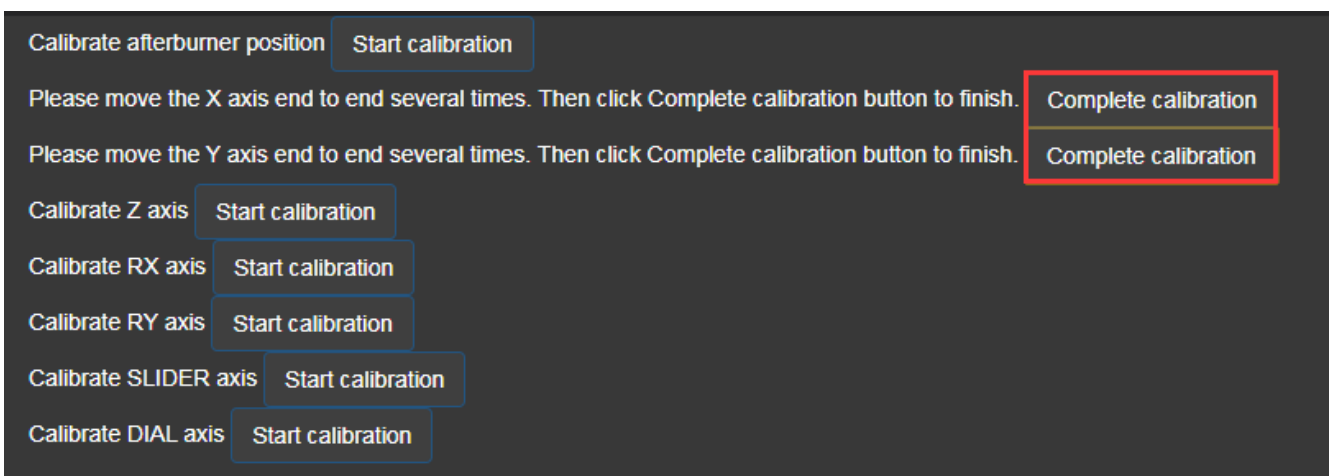 Calibrate afterburner position Start calibration
Please move the X axis end to end several times. Then click Complete calibration button to finish. Complete calibration
Please move the Y axis end to end several times. Then click Complete calibration button to finish. Complete calibration
Calibrate Z axis Start calibration
Calibrate RX axis Start calibration
Calibrate RY axis Start calibration
Calibrate SLIDER axis Start calibration
Calibrate DIAL axis Start calibration